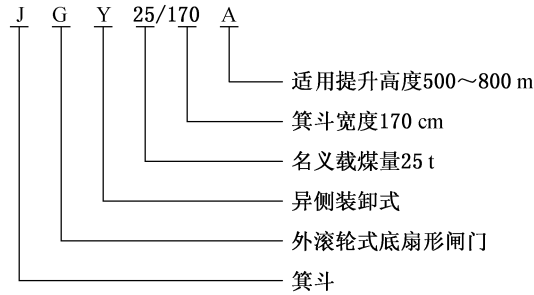 J G Y 25/170 A
适用提升高度500～800 m
箕斗宽度170 cm
名义载煤量25 t
异侧装卸式
外滚轮式底扇形闸门
箕斗